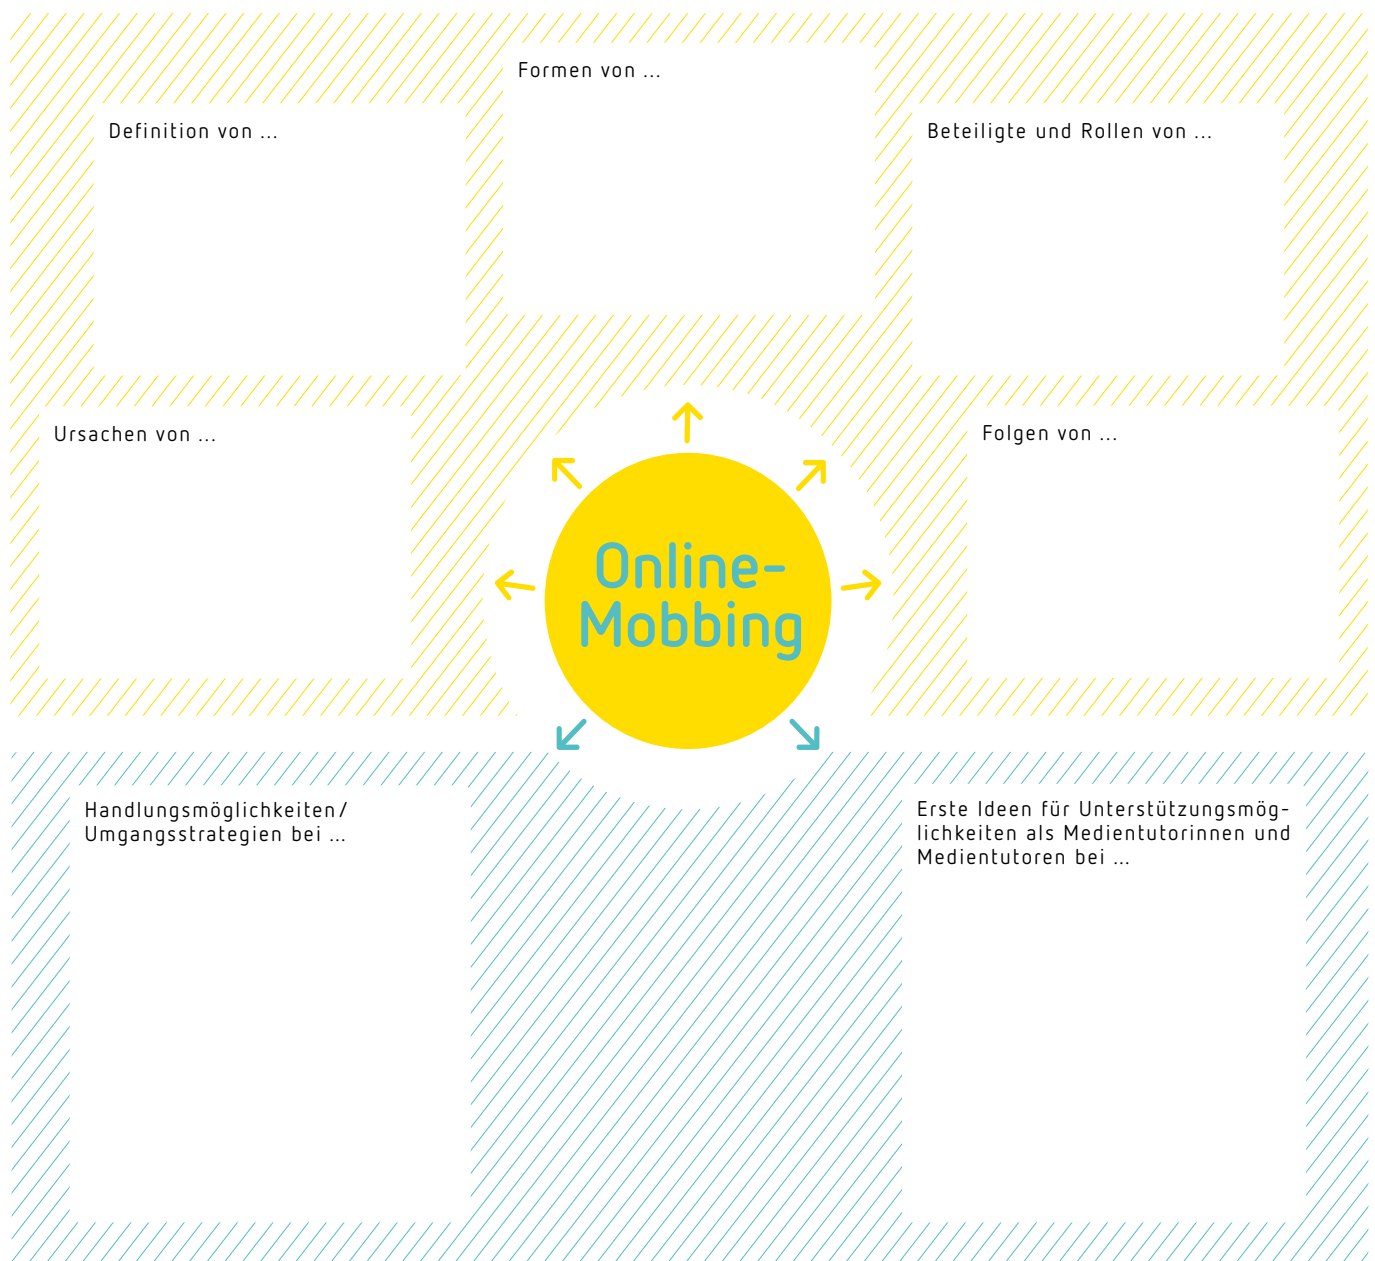 Formen von ...
Definition von ...
Beteiligte und Rollen von ...
Ursachen von ...
Folgen von ...
Online-
Mobbing
Handlungsmöglichkeiten/
Umgangsstrategien bei ...
Erste Ideen für Unterstützungsmög-
lichkeiten als Medientutorinnen und
Medientutoren bei ...